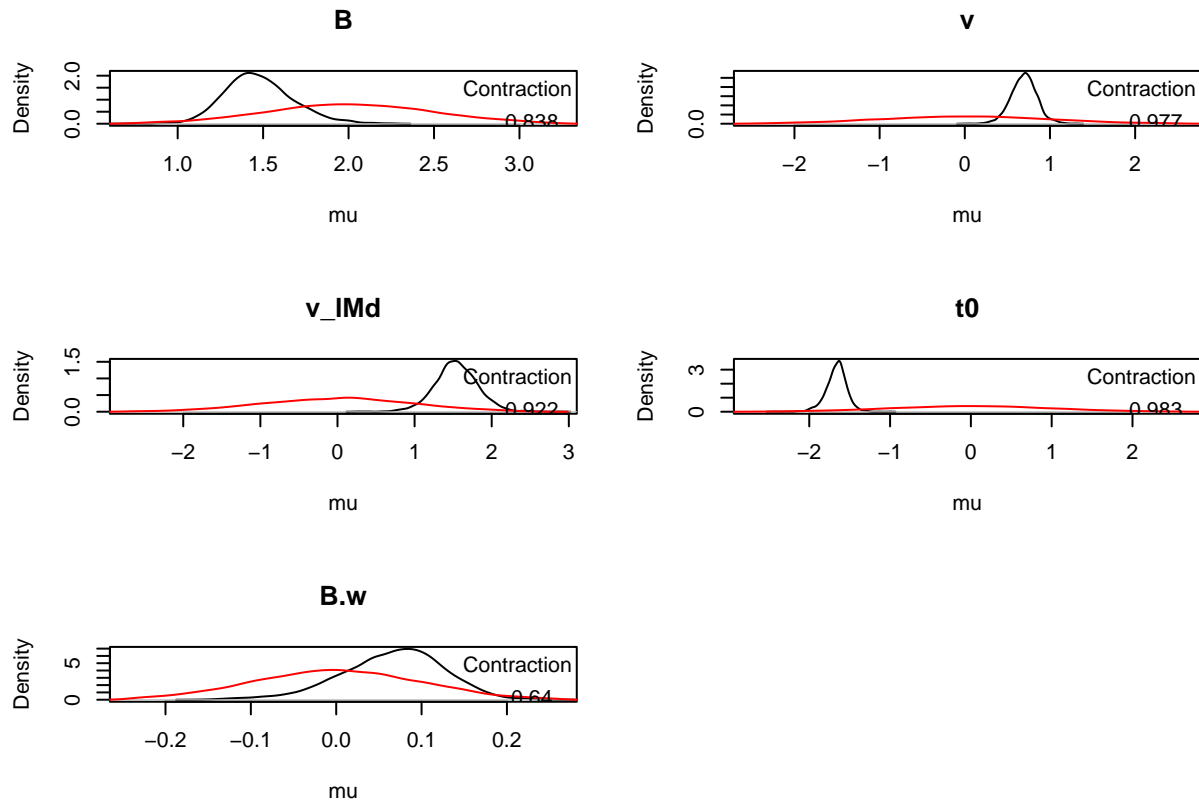 B
Density
2.0
0.0
Contraction
0.838
1.0 1.5 2.0 2.5 3.0
mu
v
Density
0.0
Contraction
0.977
−2 −1 0 1 2
mu
v_lMd
Density
1.5
0.0
Contraction
0.922
−2 −1 0 1 2 3
mu
t0
Density
3
0
Contraction
0.983
−2 −1 0 1 2
mu
B.w
Density
5
0
Contraction
0.64
−0.2 −0.1 0.0 0.1 0.2
mu